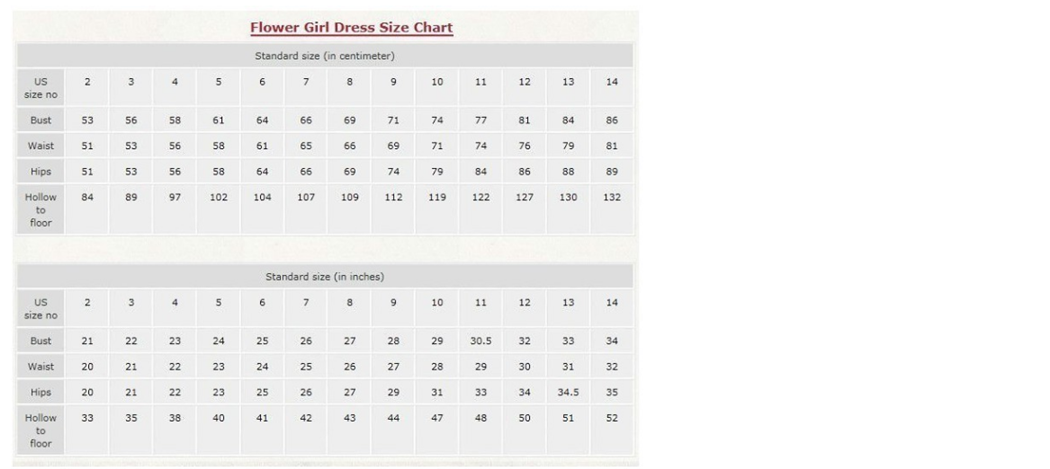 Flower Girl Dress Size Chart
Standard size (in centimeter)
US size no 2 3 4 5 6 7 8 9 10 11 12 13 14
Bust 53 56 58 61 64 66 69 71 74 77 81 84 86
Waist 51 53 56 58 61 65 66 69 71 74 76 79 81
Hips 51 53 56 58 64 66 69 74 79 84 86 88 89
Hollow to floor 84 89 97 102 104 107 109 112 119 122 127 130 132
Standard size (in inches)
US size no 2 3 4 5 6 7 8 9 10 11 12 13 14
Bust 21 22 23 24 25 26 27 28 29 30.5 32 33 34
Waist 20 21 22 23 24 25 26 27 28 29 30 31 32
Hips 20 21 22 23 25 26 27 29 31 33 34 34.5 35
Hollow to floor 33 35 38 40 41 42 43 44 47 48 50 51 52